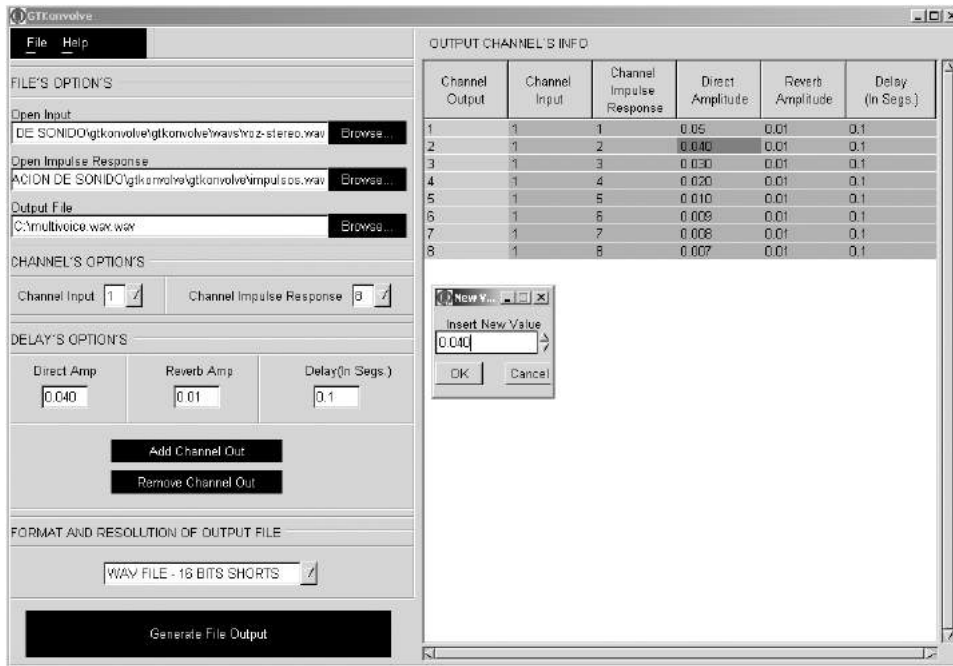 GTKonvolve
File Help
FILE'S OPTION'S
Open Input
DE SONIDO\gtkonvolve\gtkonvolve\wavs\voz-stereo.wav Browse...
Open Impulse Response
ACION DE SONIDO\gtkonvolve\gtkonvolve\impulsos.wav Browse...
Output File
C:\multivoice.wav.wav Browse...
CHANNEL'S OPTION'S
Channel Input 1 Channel Impulse Response 8
DELAY'S OPTION'S
Direct Amp Reverb Amp Delay(In Segs.)
0.040 0.01 0.1
Add Channel Out
Remove Channel Out
FORMAT AND RESOLUTION OF OUTPUT FILE
WAV FILE - 16 BITS SHORTS
Generate File Output
OUTPUT CHANNEL'S INFO
Channel Output Channel Input Channel Impulse Response Direct Amplitude Reverb Amplitude Delay (In Segs.)
1 1 1 0.05 0.01 0.1
2 1 2 0.040 0.01 0.1
3 1 3 0.030 0.01 0.1
4 1 4 0.020 0.01 0.1
5 1 5 0.010 0.01 0.1
6 1 6 0.009 0.01 0.1
7 1 7 0.008 0.01 0.1
8 1 8 0.007 0.01 0.1
New V...
Insert New Value
0.040
OK Cancel